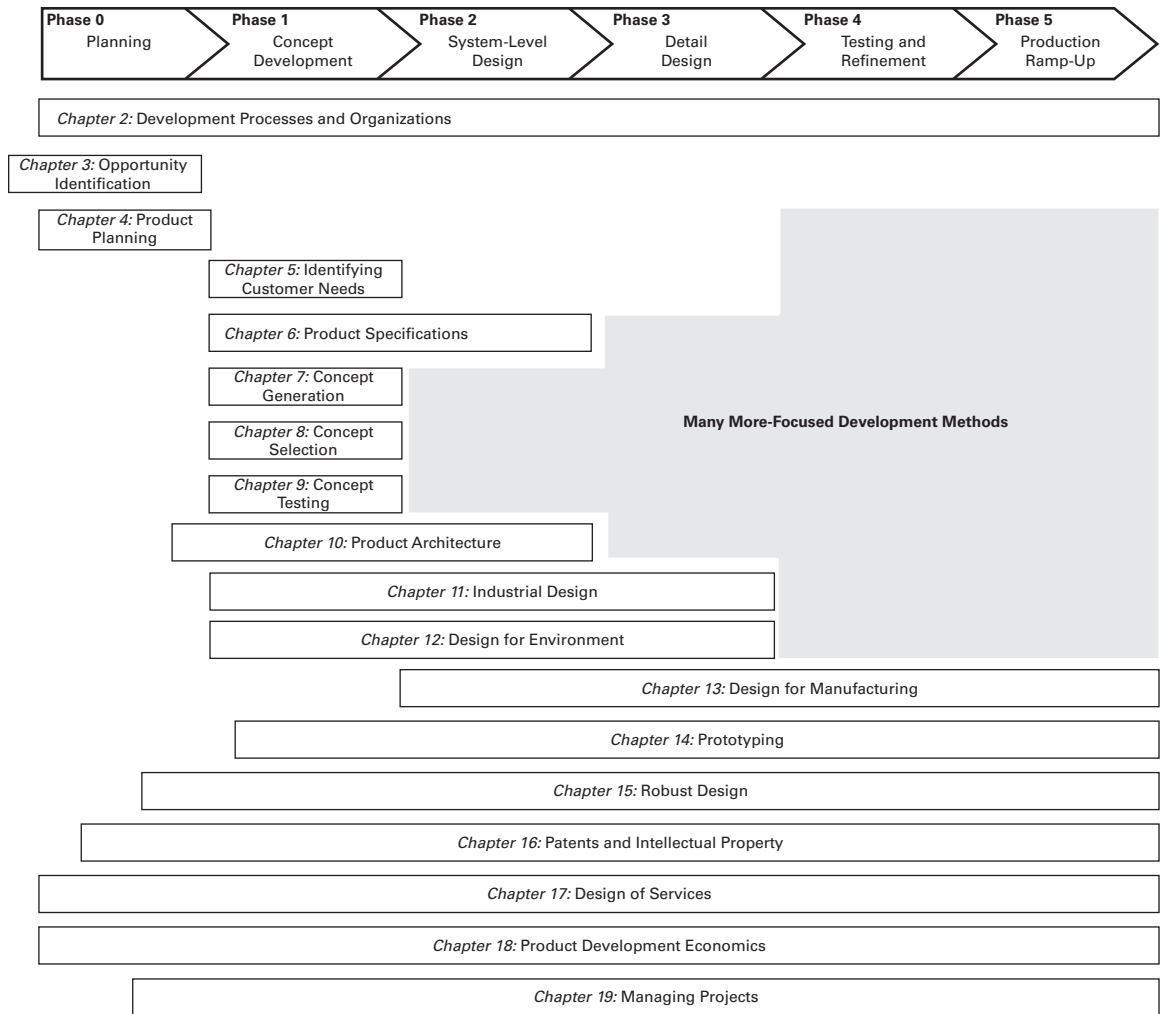 Phase 0
Planning
Phase 1
Concept
Development
Phase 2
System-Level
Design
Phase 3
Detail
Design
Phase 4
Testing and
Refinement
Phase 5
Production
Ramp-Up
Chapter 2: Development Processes and Organizations
Chapter 3: Opportunity
Identification
Chapter 4: Product
Planning
Chapter 5: Identifying
Customer Needs
Chapter 6: Product Specifications
Chapter 7: Concept
Generation
Many More-Focused Development Methods
Chapter 8: Concept
Selection
Chapter 9: Concept
Testing
Chapter 10: Product Architecture
Chapter 11: Industrial Design
Chapter 12: Design for Environment
Chapter 13: Design for Manufacturing
Chapter 14: Prototyping
Chapter 15: Robust Design
Chapter 16: Patents and Intellectual Property
Chapter 17: Design of Services
Chapter 18: Product Development Economics
Chapter 19: Managing Projects